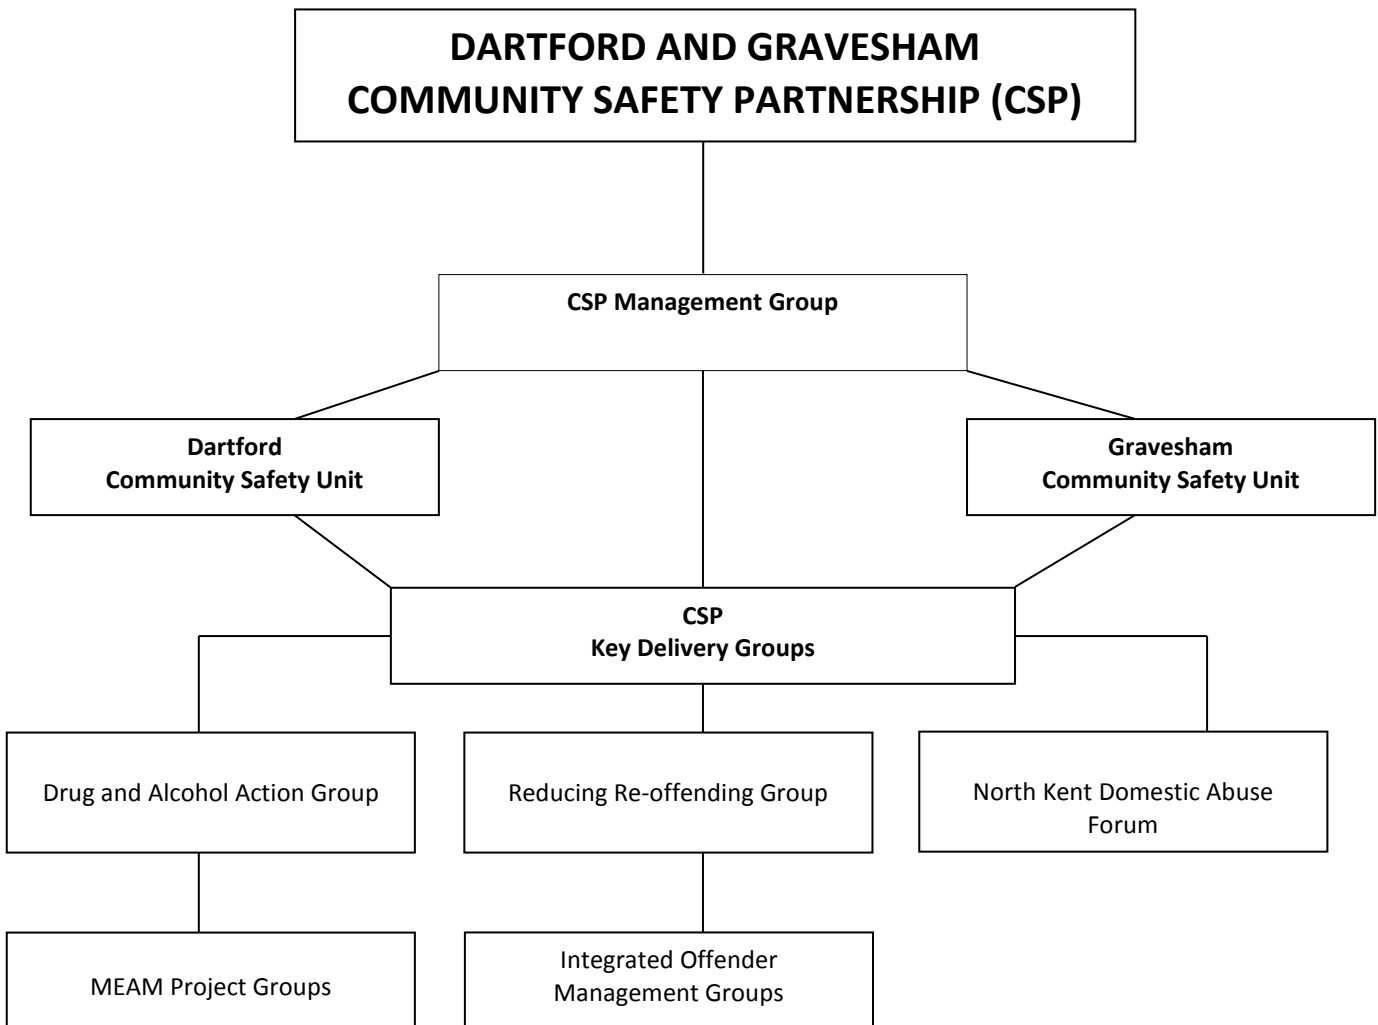 DARTFORD AND GRAVESHAM
COMMUNITY SAFETY PARTNERSHIP (CSP)
CSP Management Group
Dartford
Community Safety Unit
Gravesham
Community Safety Unit
CSP
Key Delivery Groups
Drug and Alcohol Action Group
Reducing Re-offending Group
North Kent Domestic Abuse
Forum
MEAM Project Groups
Integrated Offender
Management Groups